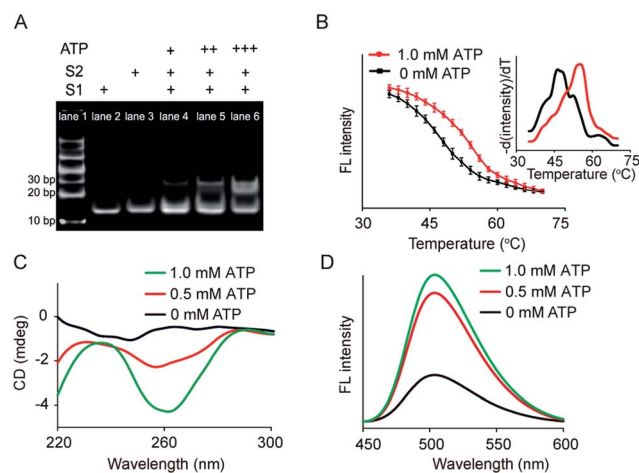 A
ATP + ++ +++
S2 + + + +
S1 + + + +
lane 1 lane 2 lane 3 lane 4 lane 5 lane 6
30 bp
20 bp
10 bp
B
1.0 mM ATP
0 mM ATP
FL intensity
36 45 54 63 75
Temperature (°C)
-d(intensity)/dT
30 45 60 75
Temperature (°C)
C
1.0 mM ATP
0.5 mM ATP
0 mM ATP
CD (mdeg)
0
-2
-4
220 260 300
Wavelength (nm)
D
1.0 mM ATP
0.5 mM ATP
0 mM ATP
FL intensity
450 500 550 600
Wavelength (nm)